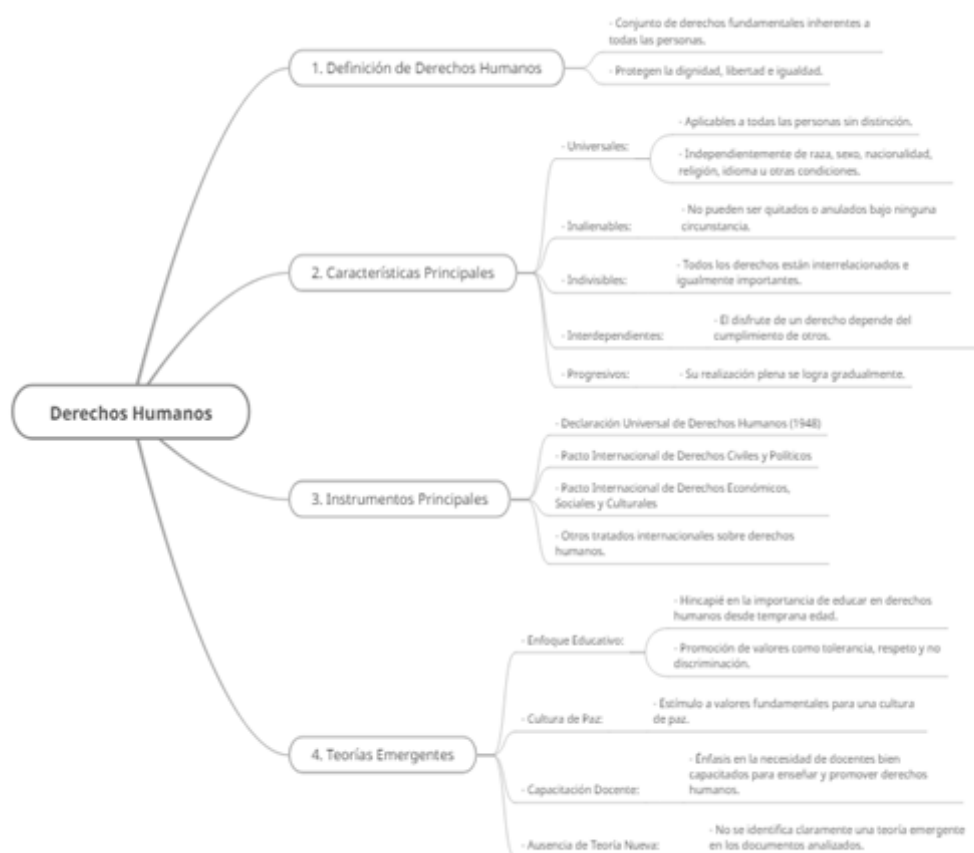 Derechos Humanos
1. Definición de Derechos Humanos
- Conjunto de derechos fundamentales inherentes a
todas las personas.
- Protegen la dignidad, libertad e igualdad.
2. Características Principales
- Universales:
- Aplicables a todas las personas sin distinción.
- Independientemente de raza, sexo, nacionalidad,
religión, idioma u otras condiciones.
- Inalienables:
- No pueden ser quitados o anulados bajo ninguna
circunstancia.
- Indivisibles:
- Todos los derechos están interrelacionados e
igualmente importantes.
- Interdependientes:
- El disfrute de un derecho depende del
cumplimiento de otros.
- Progresivos:
- Su realización plena se logra gradualmente.
3. Instrumentos Principales
- Declaración Universal de Derechos Humanos (1948)
- Pacto Internacional de Derechos Civiles y Políticos
- Pacto Internacional de Derechos Económicos,
Sociales y Culturales
- Otros tratados internacionales sobre derechos
humanos.
4. Teorías Emergentes
- Enfoque Educativo:
- Hincapié en la importancia de educar en derechos
humanos desde temprana edad.
- Promoción de valores como tolerancia, respeto y no
discriminación.
- Cultura de Paz:
- Estímulo a valores fundamentales para una cultura
de paz.
- Capacitación Docente:
- Énfasis en la necesidad de docentes bien
capacitados para enseñar y promover derechos
humanos.
- Ausencia de Teoría Nueva:
- No se identifica claramente una teoría emergente
en los documentos analizados.